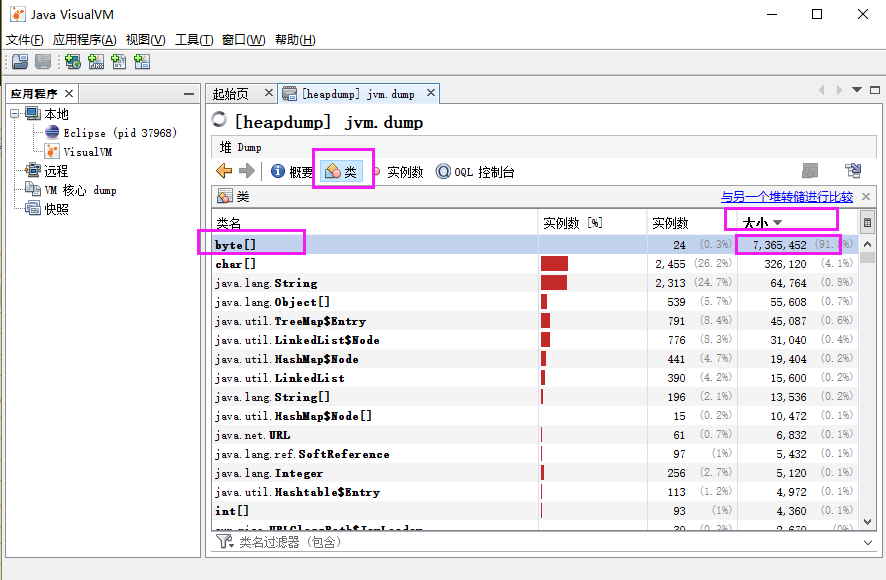 Java VisualVM
文件(F) 应用程序(A) 视图(V) 工具(T) 窗口(W) 帮助(H)
应用程序
本地
Eclipse (pid 37968)
VisualVM
远程
VM 核心 dump
快照
起始页 [heapdump] jvm.dump
[heapdump] jvm.dump
堆 Dump
概要 类 实例数 OQL 控制台
类 与另一个堆转储进行比较
类名 实例数 [%] 实例数 大小
byte[] 24 (0.3%) 7,365,452
char[] 2,455 (26.2%) 326,120 (4.1%)
java.lang.String 2,313 (24.7%) 64,764 (0.8%)
java.lang.Object[] 539 (5.7%) 55,608 (0.7%)
java.util.TreeMap$Entry 791 (8.4%) 45,087 (0.6%)
java.util.LinkedList$Node 776 (8.3%) 31,040 (0.4%)
java.util.HashMap$Node 441 (4.7%) 19,404 (0.2%)
java.util.LinkedList 390 (4.2%) 15,600 (0.2%)
java.lang.String[] 196 (2.1%) 13,536 (0.2%)
java.util.HashMap$Node[] 15 (0.2%) 10,472 (0.1%)
java.net.URL 61 (0.7%) 6,832 (0.1%)
java.lang.ref.SoftReference 97 (1%) 5,432 (0.1%)
java.lang.Integer 256 (2.7%) 5,120 (0.1%)
java.util.Hashtable$Entry 113 (1.2%) 4,972 (0.1%)
int[] 93 (1%) 4,360 (0.1%)
类名过滤器 (包含)